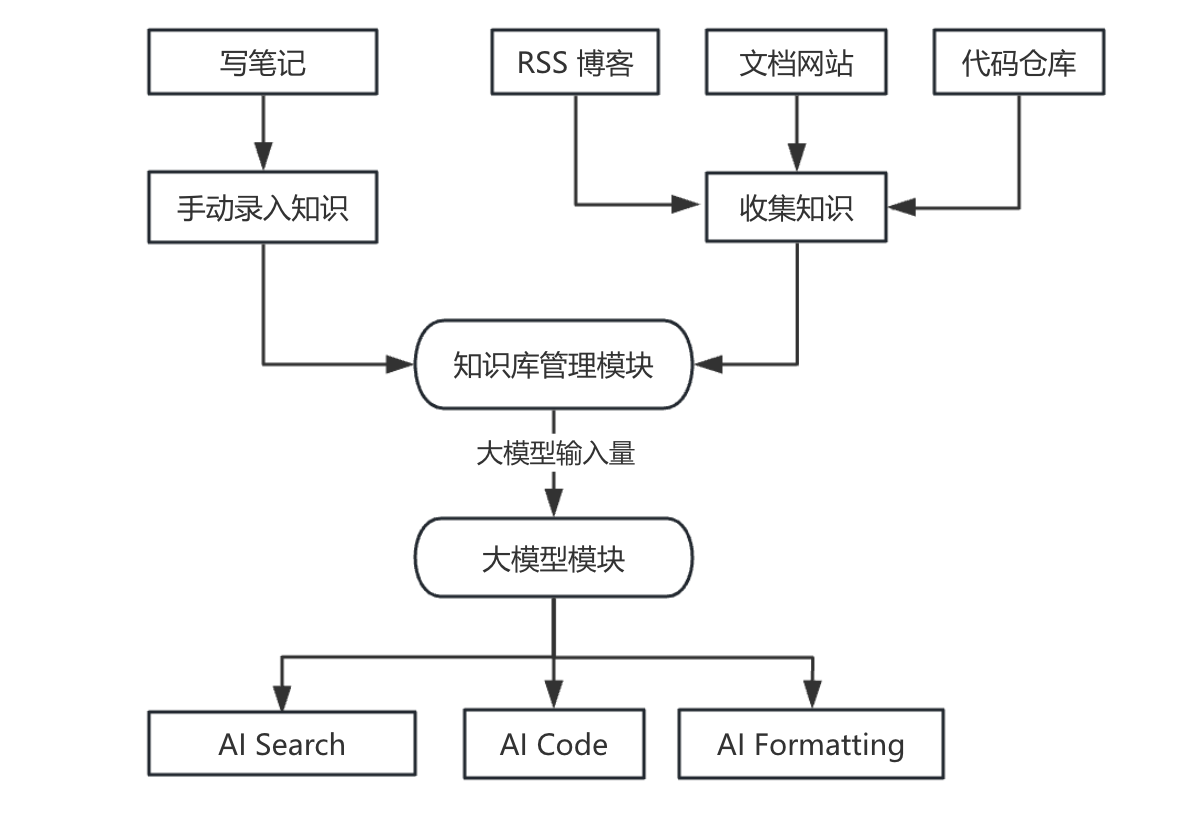 写笔记
RSS 博客
文档网站
代码仓库
手动录入知识
收集知识
知识库管理模块
大模型输入量
大模型模块
AI Search
AI Code
AI Formatting